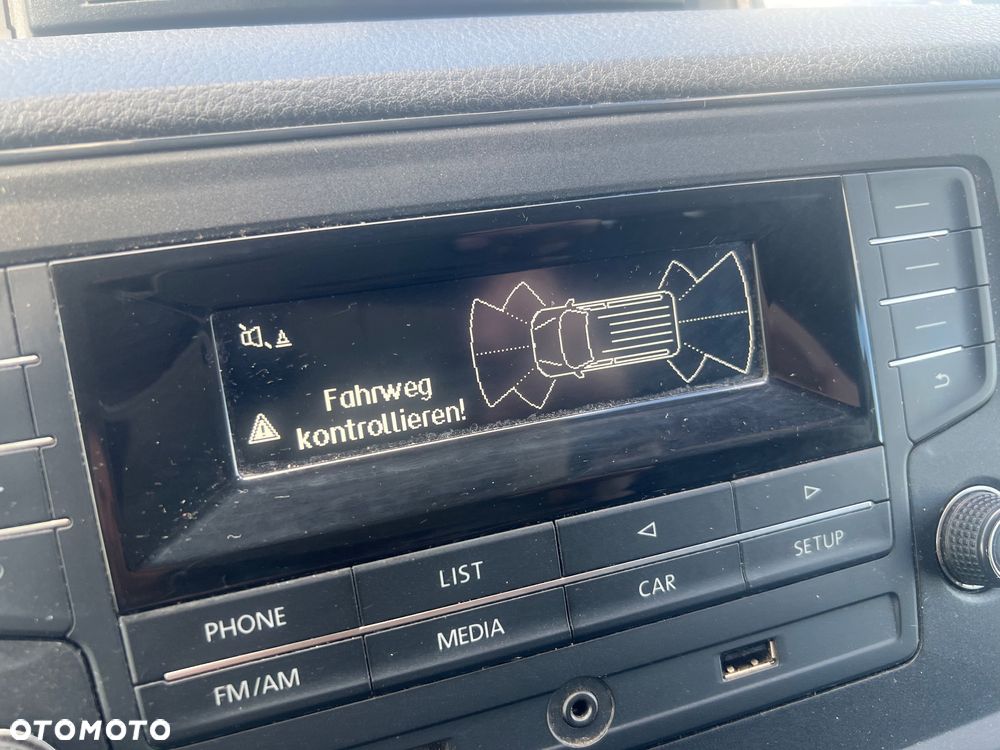 Fahrweg
kontrollieren!
PHONE
LIST
FM/AM
MEDIA
CAR
SETUP
OTOMOTO